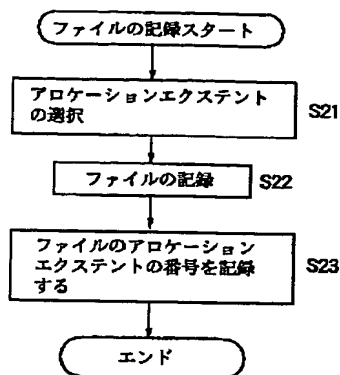 ファイルの記録スタート
アロケーションエクステント
の選択
S21
ファイルの記録
S22
ファイルのアロケーション
エクステントの番号を記録
する
S23
エンド